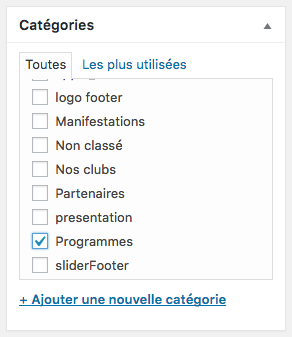 Catégories
Toutes Les plus utilisées
logo footer
Manifestations
Non classé
Nos clubs
Partenaires
presentation
Programmes
sliderFooter
+ Ajouter une nouvelle catégorie